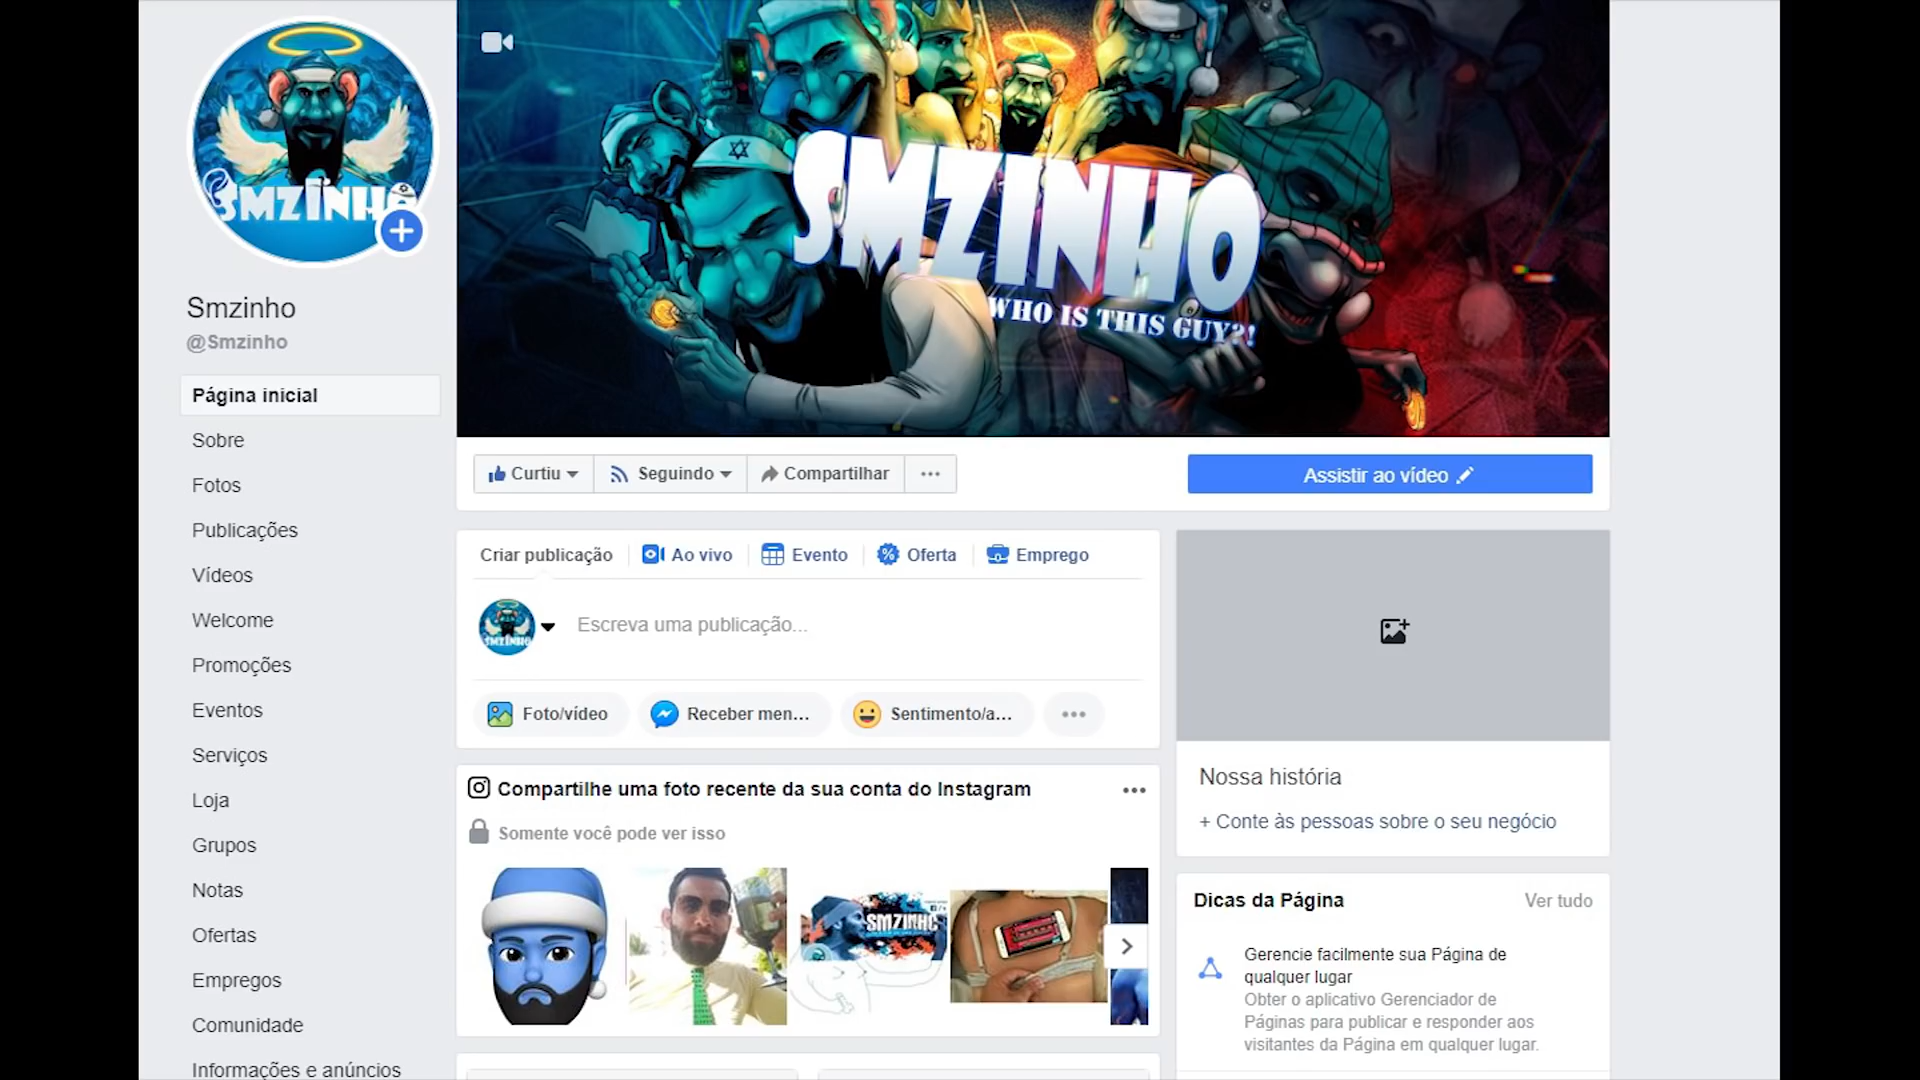 SMZINHO
SMZINHO
WHO IS THIS GUY?!
Smzinho
@Smzinho
Página inicial
Sobre
Fotos
Publicações
Vídeos
Welcome
Promoções
Eventos
Serviços
Loja
Grupos
Notas
Ofertas
Empregos
Comunidade
Informações e anúncios
Curtiu
Seguindo
Compartilhar
Assistir ao vídeo
Criar publicação
Ao vivo
Evento
Oferta
Emprego
SMZINHO
Escreva uma publicação...
Foto/vídeo
Receber men...
Sentimento/a...
Compartilhe uma foto recente da sua conta do Instagram
Somente você pode ver isso
SMZINHO
Nossa história
+ Conte às pessoas sobre o seu negócio
Dicas da Página
Ver tudo
Gerencie facilmente sua Página de
qualquer lugar
Obter o aplicativo Gerenciador de
Páginas para publicar e responder aos
visitantes da Página em qualquer lugar.